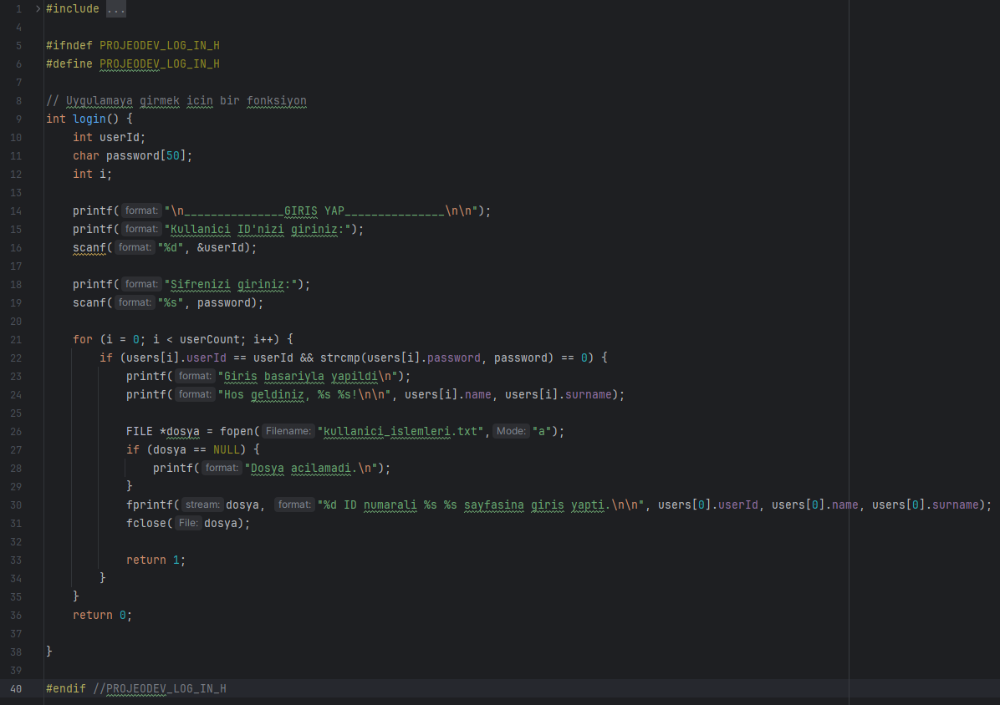 1 #include ...
4
5 #ifndef PROJEODEV_LOG_IN_H
6 #define PROJEODEV_LOG_IN_H
7
8 // Uygulamaya girmek icin bir fonksiyon
9 int login() {
10     int userId;
11     char password[50];
12     int i;
13
14     printf( format: "\n_______________GIRIS YAP_______________\n\n");
15     printf( format: "Kullanici ID'nizi giriniz:");
16     scanf( format: "%d", &userId);
17
18     printf( format: "Sifrenizi giriniz:");
19     scanf( format: "%s", password);
20
21     for (i = 0; i < userCount; i++) {
22         if (users[i].userId == userId && strcmp(users[i].password, password) == 0) {
23             printf( format: "Giris basariyla yapildi\n");
24             printf( format: "Hos geldiniz, %s %s!\n\n", users[i].name, users[i].surname);
25
26             FILE *dosya = fopen( Filename: "kullanici_islemleri.txt", Mode: "a");
27             if (dosya == NULL) {
28                 printf( format: "Dosya acilamadi.\n");
29             }
30             fprintf( stream: dosya, format: "%d ID numarali %s %s sayfasina giris yapti.\n\n", users[0].userId, users[0].name, users[0].surname);
31             fclose( File: dosya);
32
33             return 1;
34         }
35     }
36     return 0;
37
38 }
39
40 #endif //PROJEODEV_LOG_IN_H